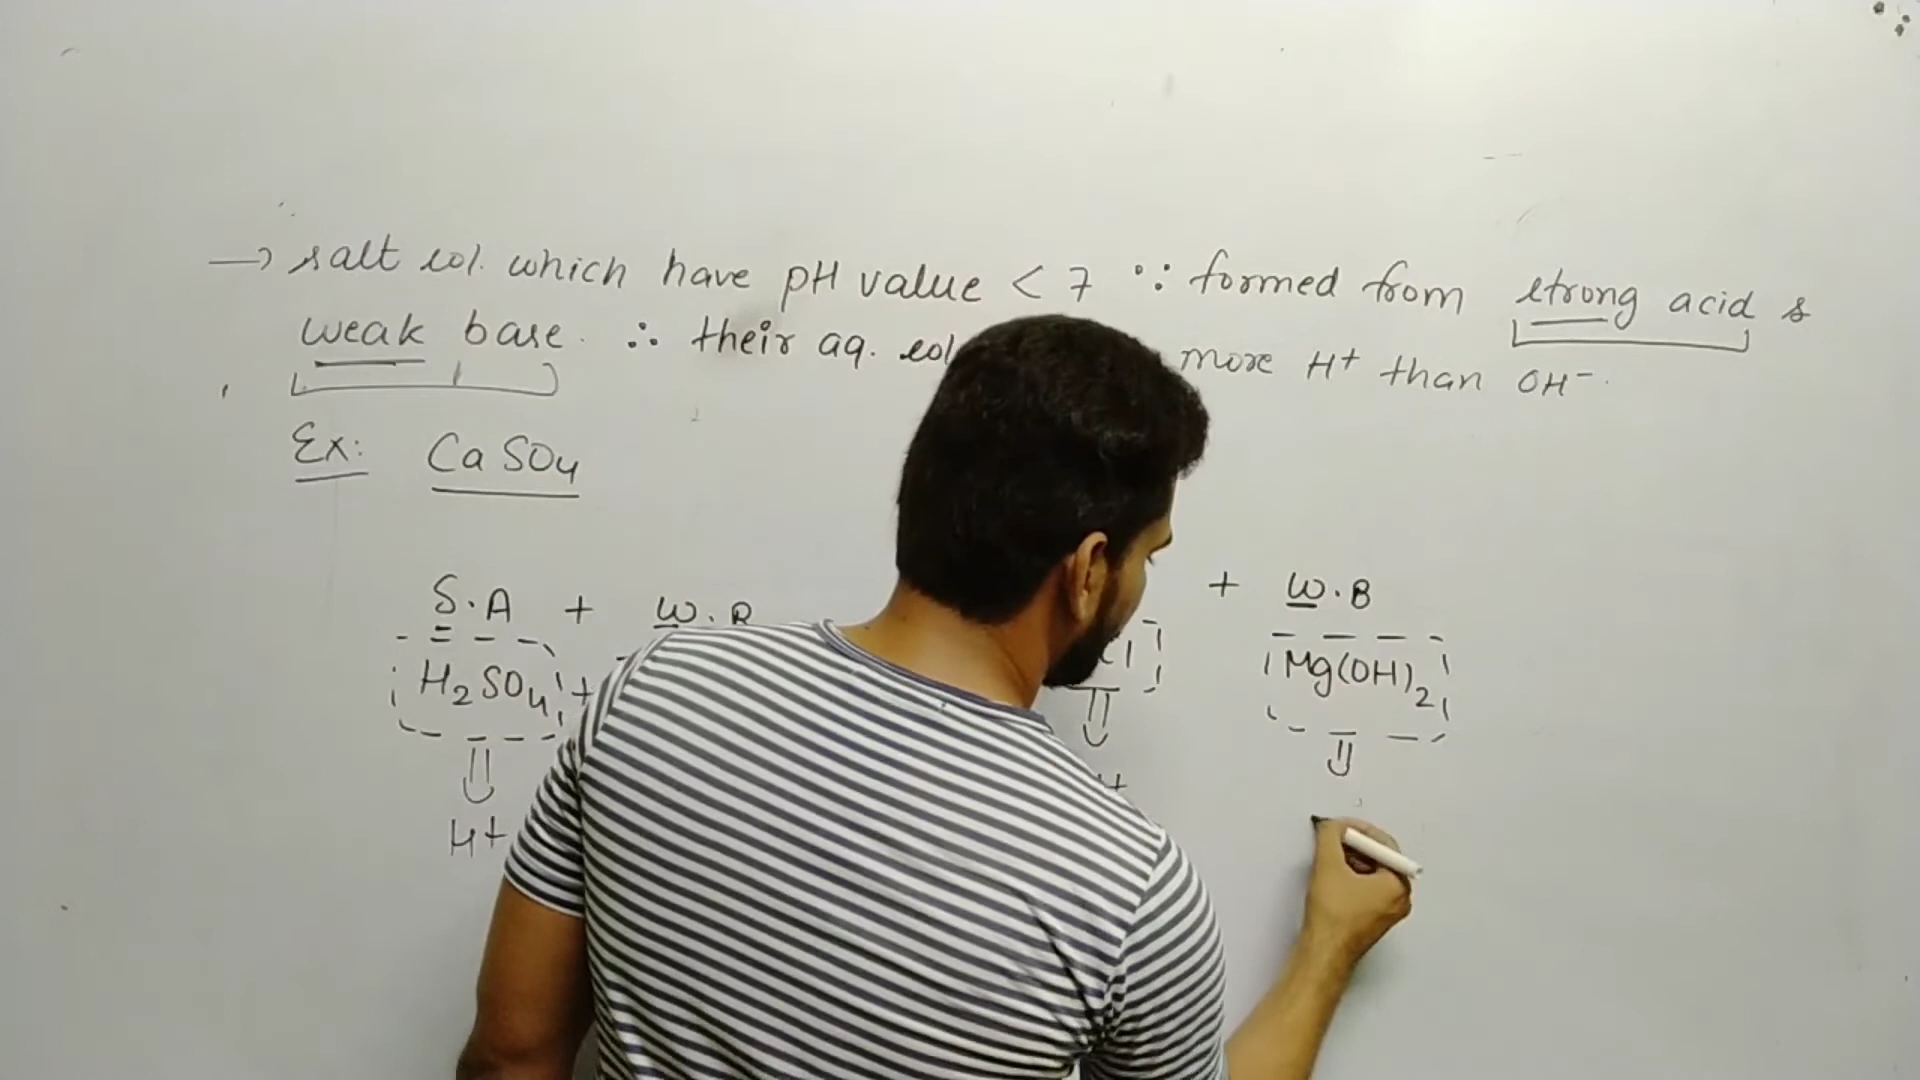 → salt sol. which have pH value < 7 ∵ formed from strong acid &
weak base. ∴ their aq. sol more H+ than OH-.
Ex: CaSO4
S.A + W.B + W.B
H2SO4 + Cl Mg(OH)2
H+